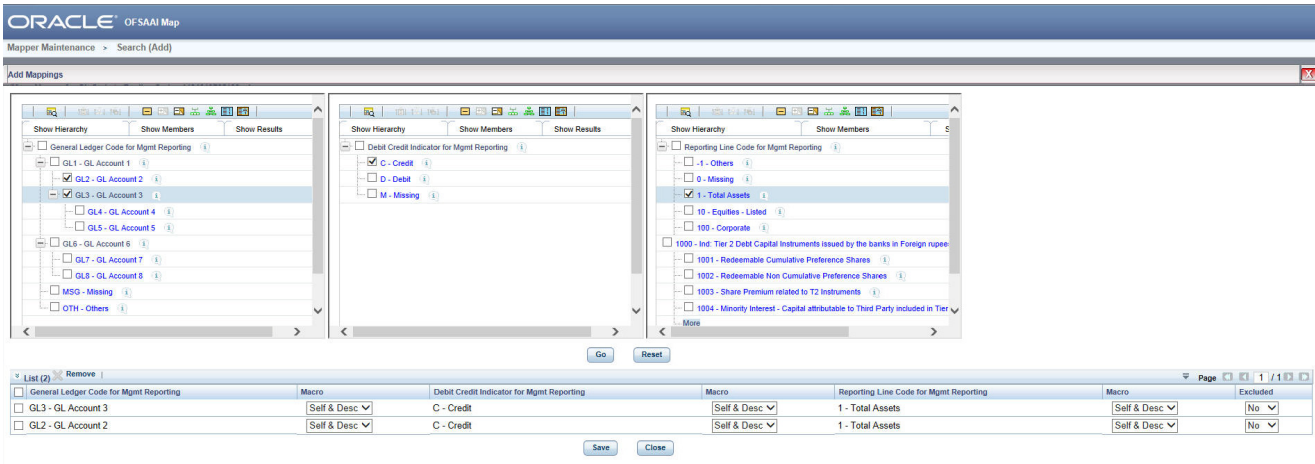 ORACLE® OFSAAI Map
Mapper Maintenance > Search (Add)
Add Mappings
X
Show Hierarchy Show Members Show Results
General Ledger Code for Mgmt Reporting
GL1 - GL Account 1
GL2 - GL Account 2
GL3 - GL Account 3
GL4 - GL Account 4
GL5 - GL Account 5
GL6 - GL Account 6
GL7 - GL Account 7
GL8 - GL Account 8
MSG - Missing
OTH - Others
Show Hierarchy Show Members Show Results
Debit Credit Indicator for Mgmt Reporting
C - Credit
D - Debit
M - Missing
Show Hierarchy Show Members S
Reporting Line Code for Mgmt Reporting
-1 - Others
0 - Missing
1 - Total Assets
10 - Equities - Listed
100 - Corporate
1000 - Ind: Tier 2 Debt Capital Instruments issued by the banks in Foreign rupee
1001 - Redeemable Cumulative Preference Shares
1002 - Redeemable Non Cumulative Preference Shares
1003 - Share Premium related to T2 Instruments
1004 - Minority Interest - Capital attributable to Third Party included in Tier
More
Go Reset
List (2) Remove | Page 1 / 1
General Ledger Code for Mgmt Reporting Macro Debit Credit Indicator for Mgmt Reporting Macro Reporting Line Code for Mgmt Reporting Macro Excluded
GL3 - GL Account 3 Self & Desc C - Credit Self & Desc 1 - Total Assets Self & Desc No
GL2 - GL Account 2 Self & Desc C - Credit Self & Desc 1 - Total Assets Self & Desc No
Save Close